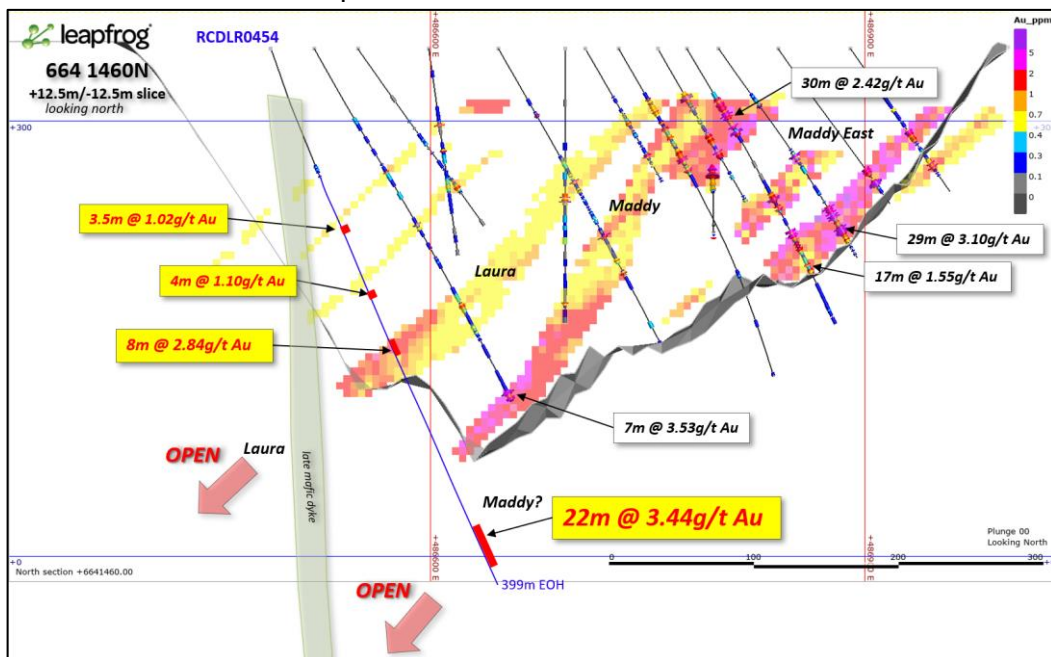 leapfrog
664 1460N
+12.5m/-12.5m slice
looking north
RCDLR0454
+486600 E
+486800 E
Au_ppm
5
2
1
0.7
0.4
0.3
0.1
0
+300
30m @ 2.42g/t Au
Maddy East
Maddy
3.5m @ 1.02g/t Au
29m @ 3.10g/t Au
Laura
17m @ 1.55g/t Au
4m @ 1.10g/t Au
8m @ 2.84g/t Au
7m @ 3.53g/t Au
OPEN
Laura
late mafic dyke
Maddy?
22m @ 3.44g/t Au
Plunge 00
Looking North
0
100
200
300
+0
North section +6641460.00
+486600 E
+486800 E
399m EOH
OPEN